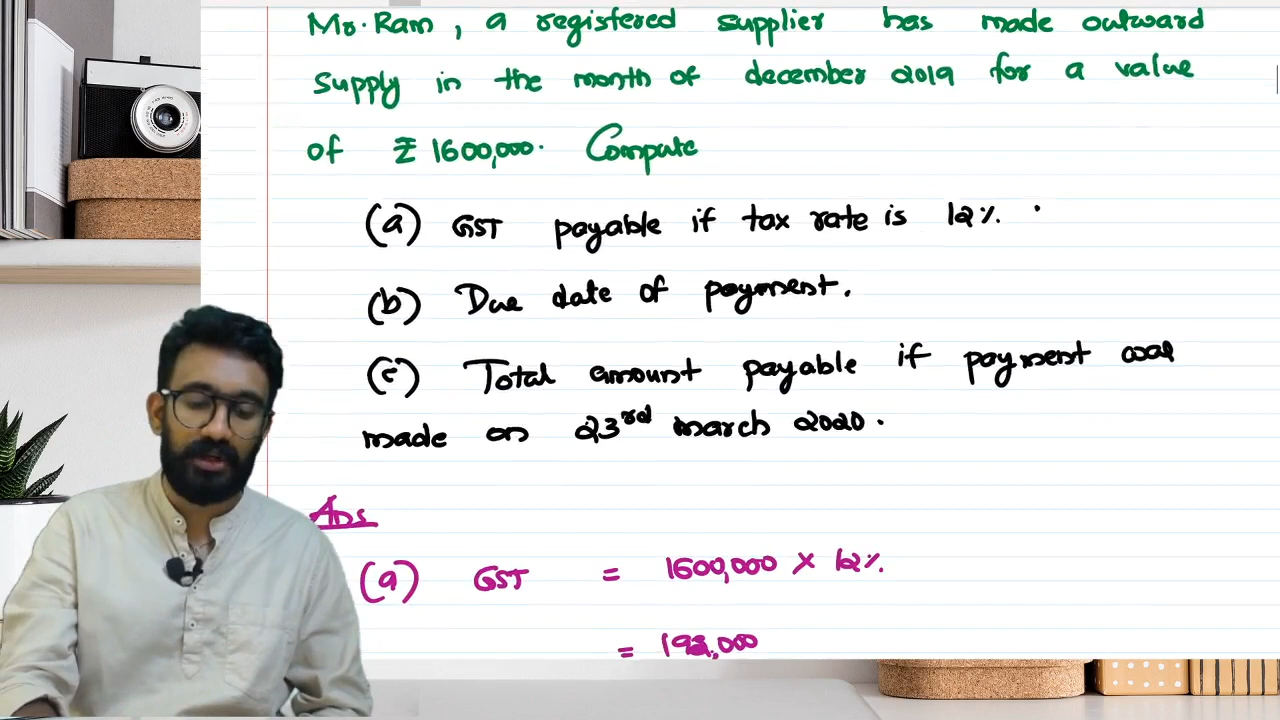 Mr. Ram, a registered supplier has made outward
supply in the month of december 2019 for a value
of ₹ 1600,000. Compute
(a) GST payable if tax rate is 12%.
(b) Due date of payment.
(c) Total amount payable if payment was
made on 23rd march 2020.
Ans
(a) GST = 1600,000 × 12%.
= 192,000